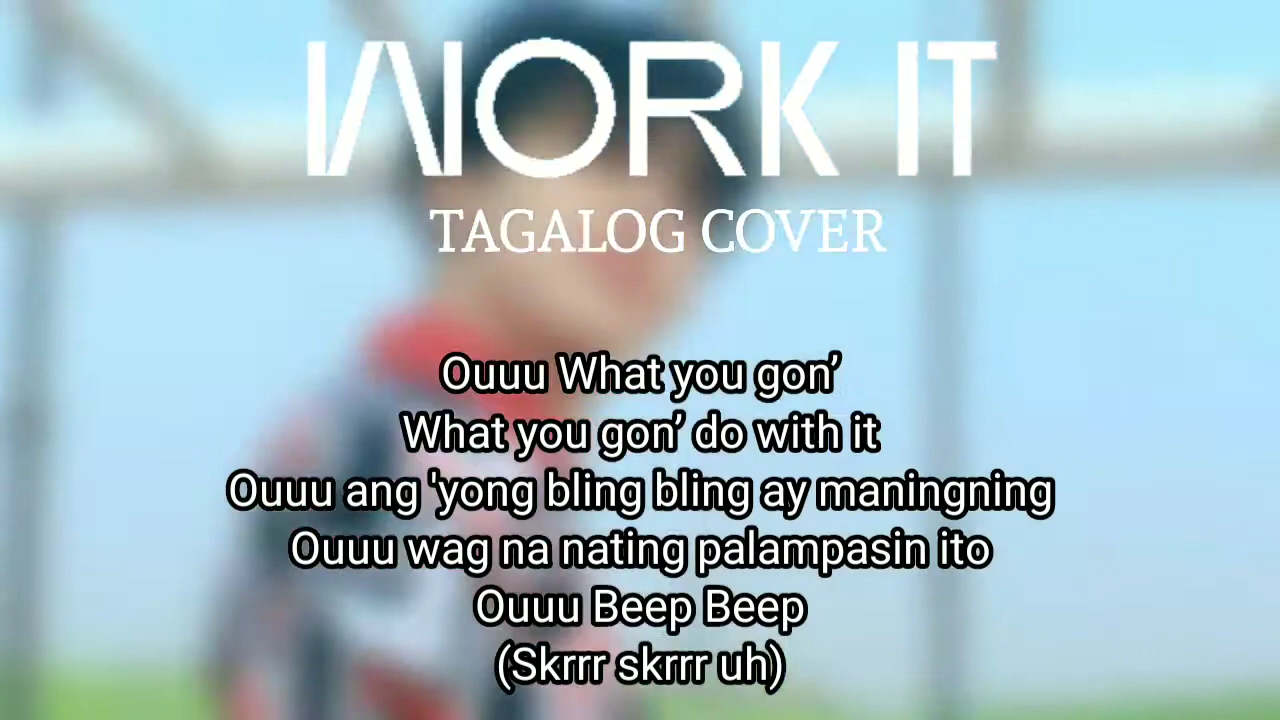 WORK IT
TAGALOG COVER
Ouuu What you gon’
What you gon’ do with it
Ouuu ang 'yong bling bling ay maningning
Ouuu wag na nating palampasin ito
Ouuu Beep Beep
(Skrrr skrrr uh)